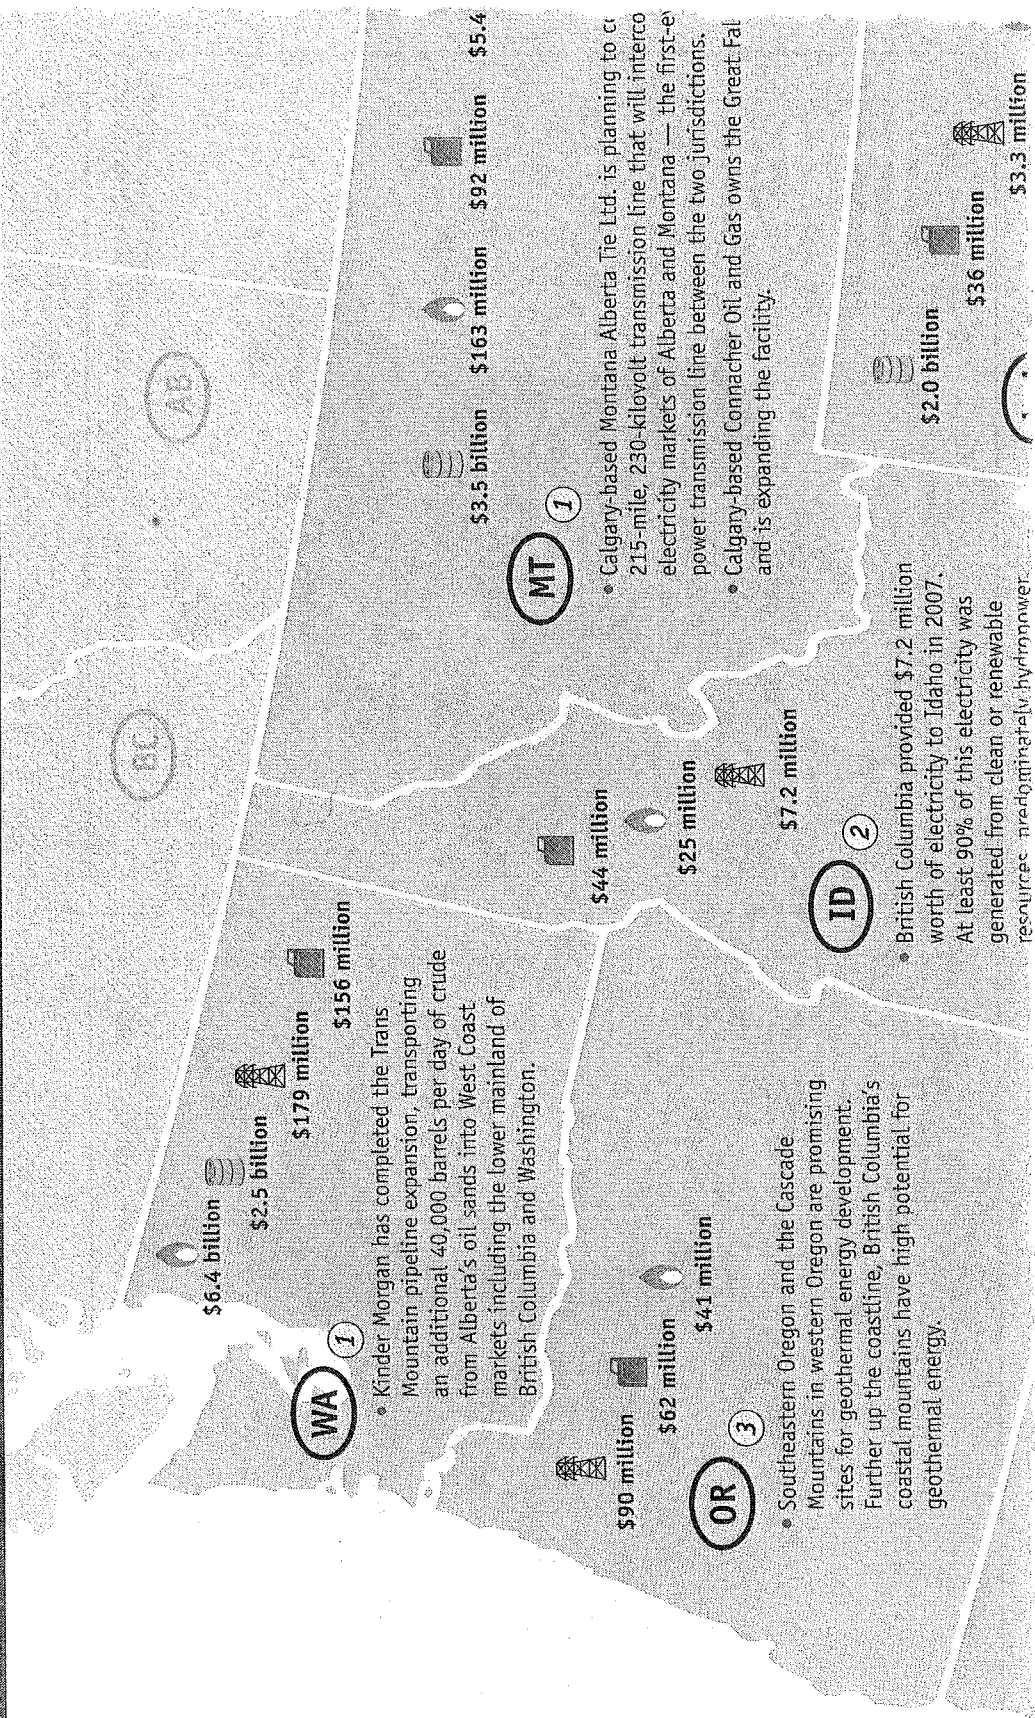 BC
AB
$6.4 billion
$2.5 billion
$179 million
$156 million
WA
1
• Kinder Morgan has completed the Trans
Mountain pipeline expansion, transporting
an additional 40,000 barrels per day of crude
from Alberta's oil sands into West Coast
markets including the lower mainland of
British Columbia and Washington.
$3.5 billion
$163 million
$92 million
$5.4
MT
1
• Calgary-based Montana Alberta Tie Ltd. is planning to
215-mile, 230-kilovolt transmission line that will
electricity markets of Alberta and Montana — the
power transmission line between the two jurisdictions.
• Calgary-based Connacher Oil and Gas owns the Great
and is expanding the facility.
$44 million
$25 million
$7.2 million
ID
2
• British Columbia provided $7.2 million
worth of electricity to Idaho in 2007.
At least 90% of this electricity was
generated from clean or renewable
resources, predominately hydropower.
$90 million
$62 million
$41 million
OR
3
• Southeastern Oregon and the Cascade
Mountains in western Oregon are promising
sites for geothermal energy development.
Further up the coastline, British Columbia's
coastal mountains have high potential for
geothermal energy.
$2.0 billion
$36 million
$3.3 million